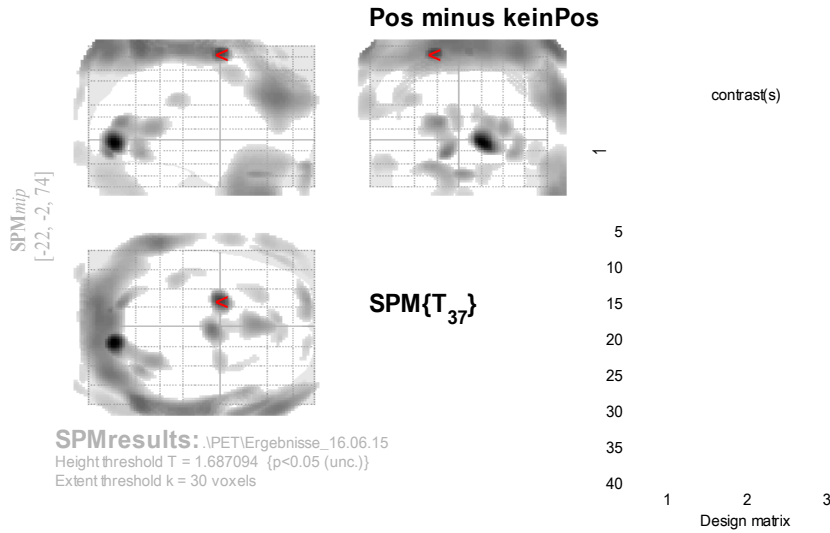 Pos minus keinPos
<
<
contrast(s)
1
SPMmip
[-22, -2, 74]
<
SPM{T37}
5
10
15
20
25
30
35
40
1 2 3
Design matrix
SPMresults: .\PET\Ergebnisse_16.06.15
Height threshold T = 1.687094 {p<0.05 (unc.)}
Extent threshold k = 30 voxels